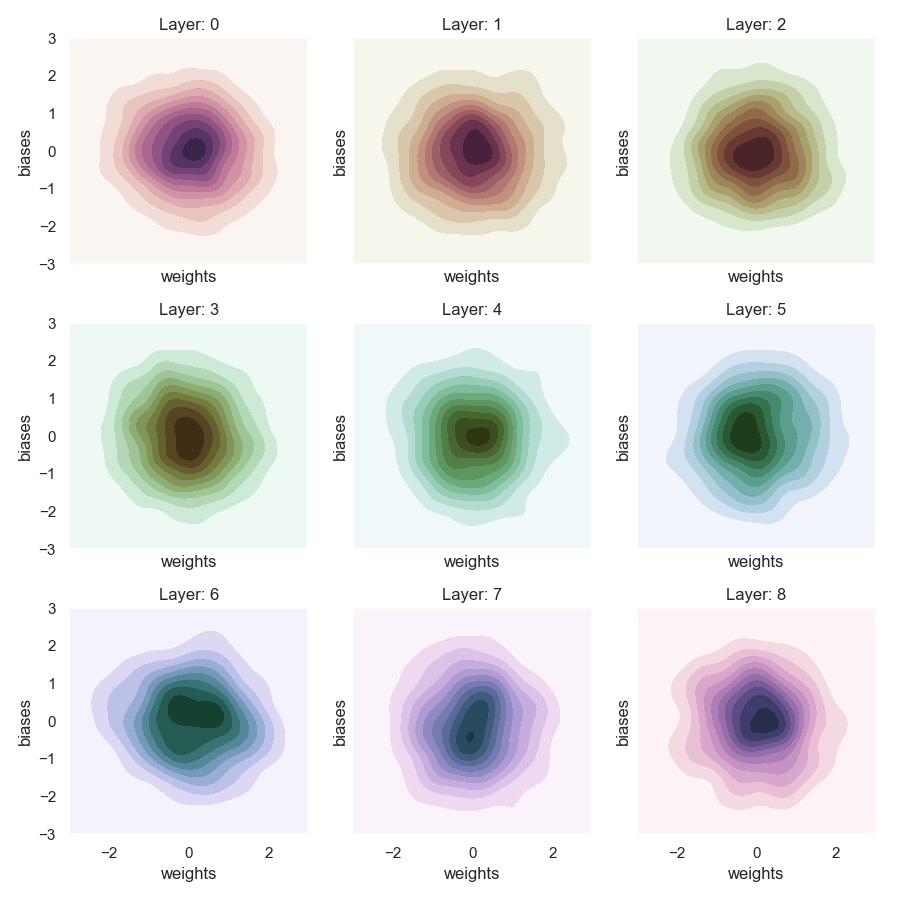 Layer: 0 Layer: 1 Layer: 2
3
2
1
0
−1
−2
−3
biases biases biases
weights weights weights
Layer: 3 Layer: 4 Layer: 5
3
2
1
0
−1
−2
−3
biases biases biases
weights weights weights
Layer: 6 Layer: 7 Layer: 8
3
2
1
0
−1
−2
−3
biases biases biases
−2 0 2 −2 0 2 −2 0 2
weights weights weights